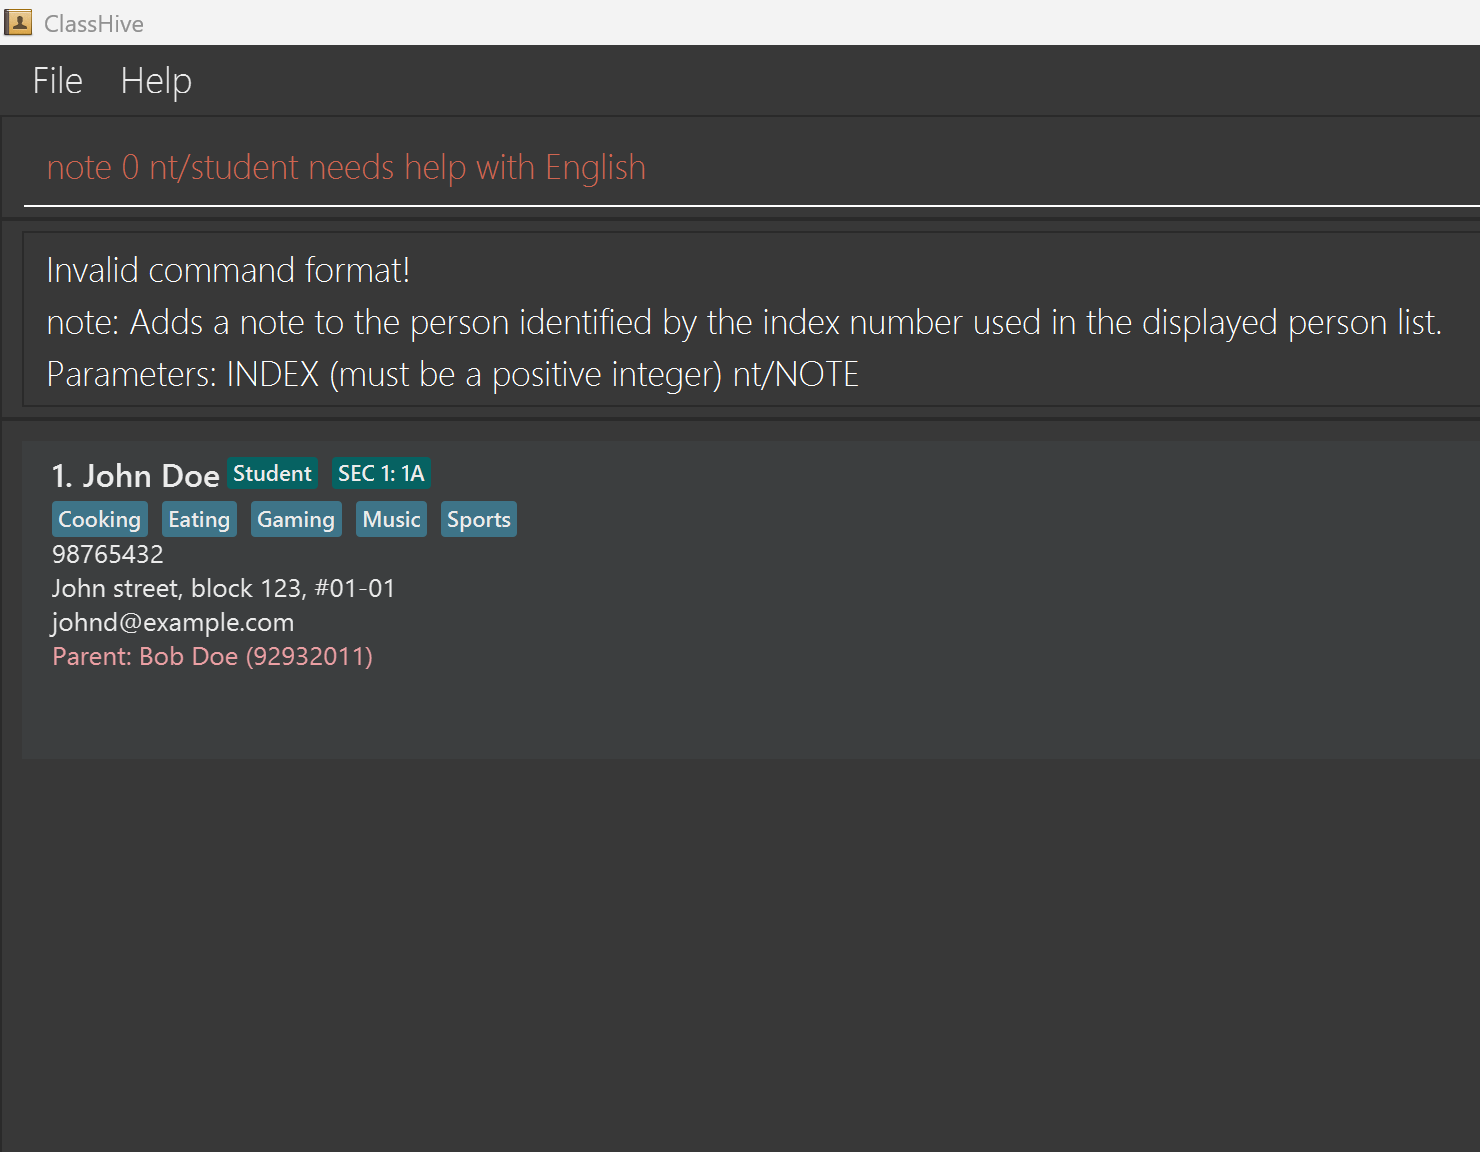 ClassHive
File Help
note 0 nt/student needs help with English
Invalid command format!
note: Adds a note to the person identified by the index number used in the displayed person list.
Parameters: INDEX (must be a positive integer) nt/NOTE
1. John Doe Student SEC 1: 1A
Cooking Eating Gaming Music Sports
98765432
John street, block 123, #01-01
johnd@example.com
Parent: Bob Doe (92932011)